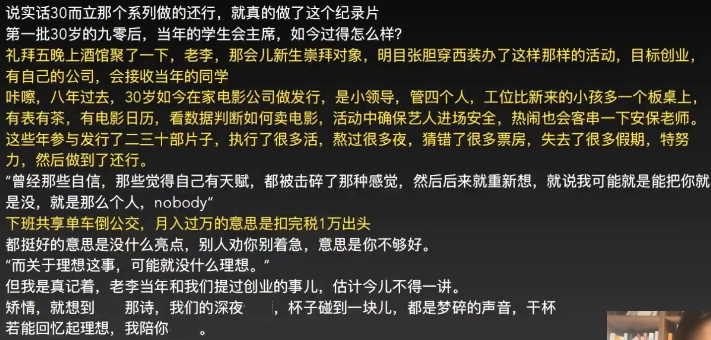 说实话30而立那个系列做的还行，就真的做了这个纪录片
第一批30岁的九零后，当年的学生会主席，如今过得怎么样?
礼拜五晚上酒馆聚了一下，老李，那会儿新生崇拜对象，明目张胆穿西装办了这样那样的活动，目标创业，
有自己的公司，会接收当年的同学
咔嚓，八年过去，30岁如今在家电影公司做发行，是小领导，管四个人，工位比新来的小孩多一个板桌上，
有表有茶，有电影日历，看数据判断如何卖电影，活动中确保艺人进场安全，热闹也会客串一下安保老师。
这些年参与发行了二三十部片子，执行了很多活，熬过很多夜，猜错了很多票房，失去了很多假期，特努
力，然后做到了还行。
“曾经那些自信，那些觉得自己有天赋，都被击碎了那种感觉，然后后来就重新想，就说我可能就是能把你就
是没，就是那么个人，nobody”
下班共享单车倒公交，月入过万的意思是扣完税1万出头
都挺好的意思是没什么亮点，别人劝你别着急，意思是你不够好。
“而关于理想这事，可能就没什么理想。”
但我是真记着，老李当年和我们提过创业的事儿，估计今儿不得一讲。
矫情，就想到 那诗，我们的深夜 ，杯子碰到一块儿，都是梦碎的声音，干杯
若能回忆起理想，我陪你 。